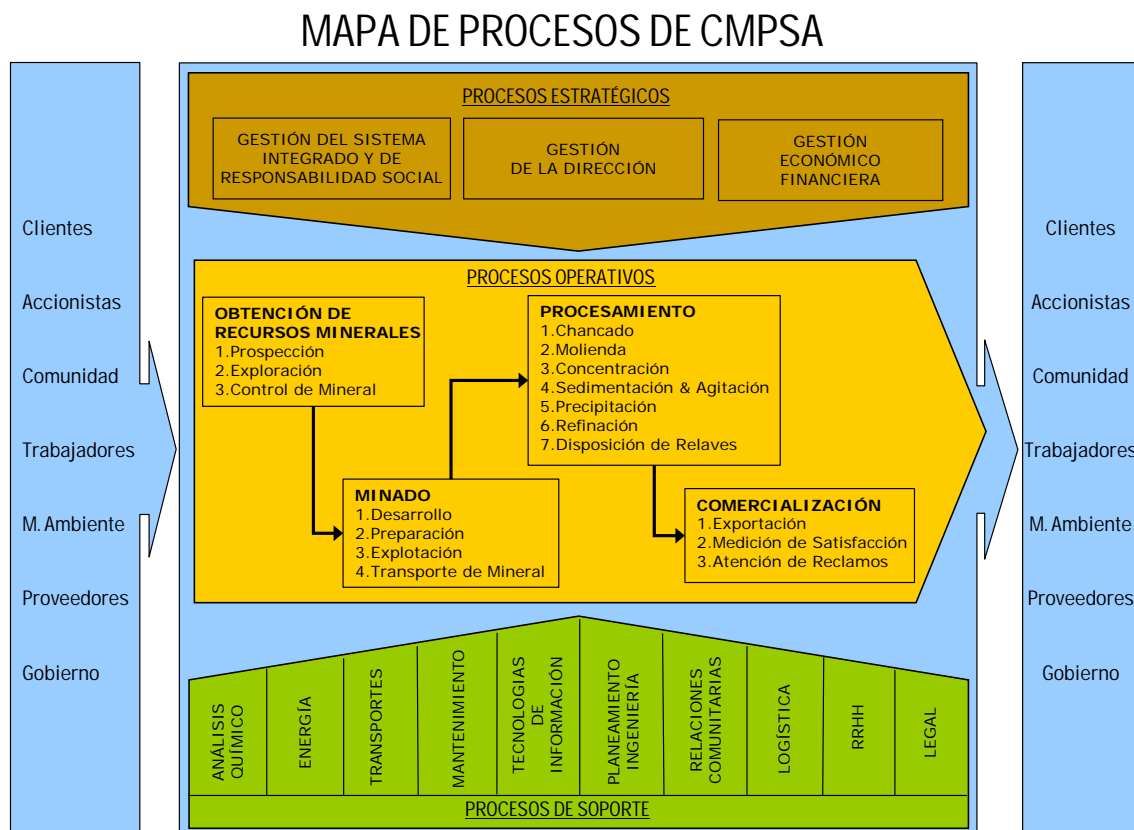 MAPA DE PROCESOS DE CMPSA
Clientes
Accionistas
Comunidad
Trabajadores
M. Ambiente
Proveedores
Gobierno
PROCESOS ESTRATÉGICOS
GESTIÓN DEL SISTEMA
INTEGRADO Y DE
RESPONSABILIDAD SOCIAL
GESTIÓN
DE LA DIRECCIÓN
GESTIÓN
ECONÓMICO
FINANCIERA
PROCESOS OPERATIVOS
OBTENCIÓN DE
RECURSOS MINERALES
1.Prospección
2.Exploración
3.Control de Mineral
MINADO
1.Desarrollo
2.Preparación
3.Explotación
4.Transporte de Mineral
PROCESAMIENTO
1.Chancado
2.Molienda
3.Concentración
4.Sedimentación & Agitación
5.Precipitación
6.Refinación
7.Disposición de Relaves
COMERCIALIZACIÓN
1.Exportación
2.Medición de Satisfacción
3.Atención de Reclamos
ANÁLISIS
QUÍMICO
ENERGÍA
TRANSPORTES
MANTENIMIENTO
TECNOLOGIAS
DE
INFORMACIÓN
PLANEAMIENTO
INGENIERÍA
RELACIONES
COMUNITARIAS
LOGÍSTICA
RRHH
LEGAL
PROCESOS DE SOPORTE
Clientes
Accionistas
Comunidad
Trabajadores
M. Ambiente
Proveedores
Gobierno